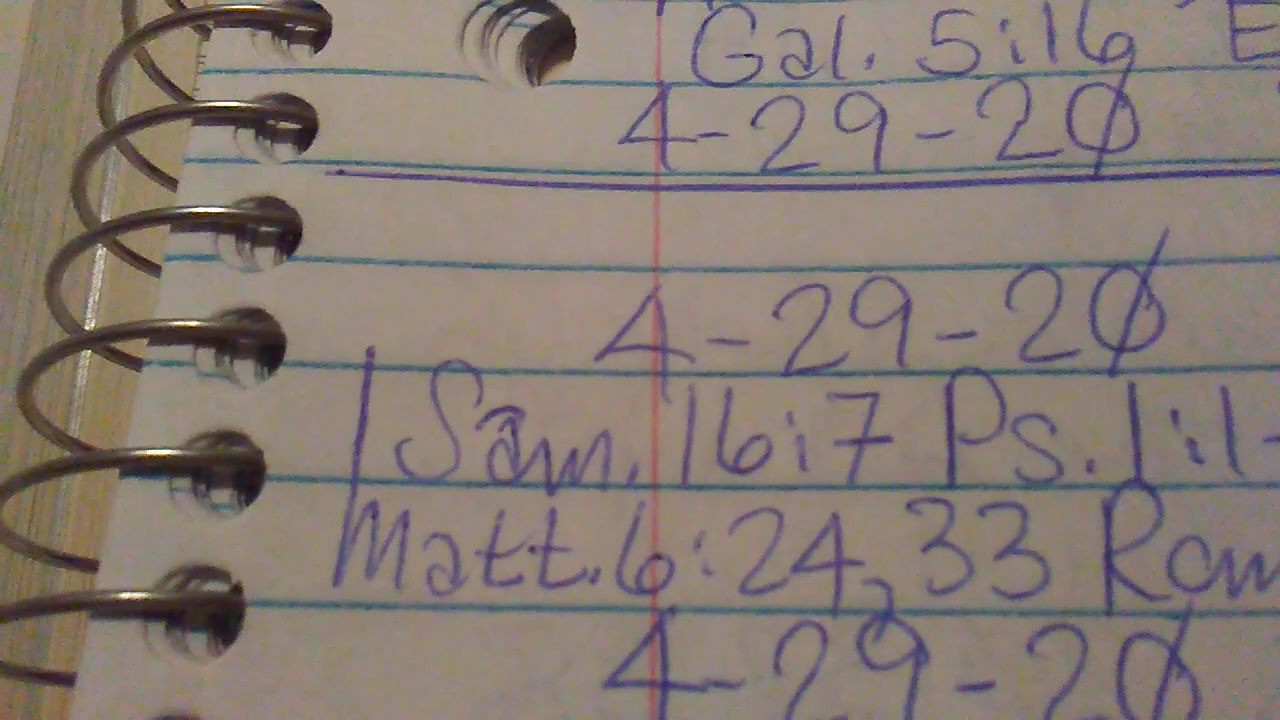 Gal. 5:16
4-29-20
4-29-20
1 Sam. 16:7 Ps. 1:1-
Matt. 6:24, 33 Rom
4-29-20